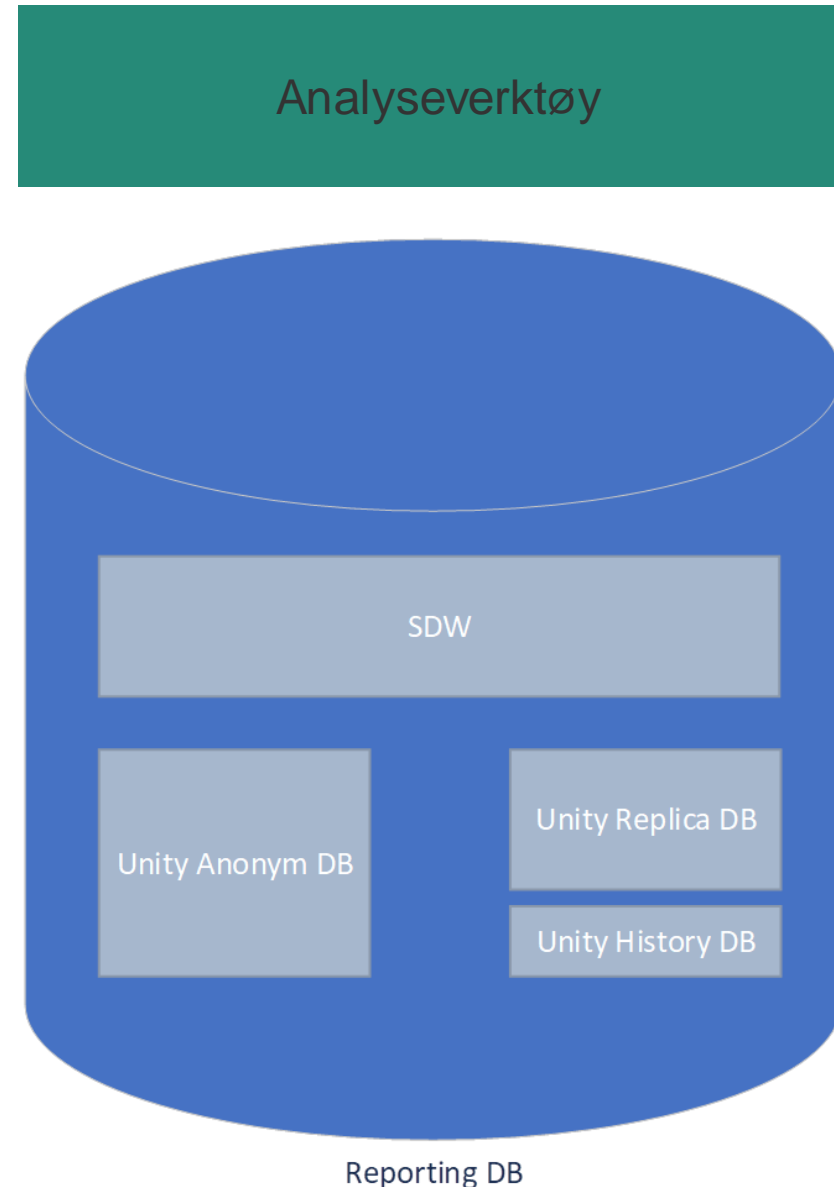 Analyseverktøy
SDW
Unity Anonym DB
Unity Replica DB
Unity History DB
Reporting DB